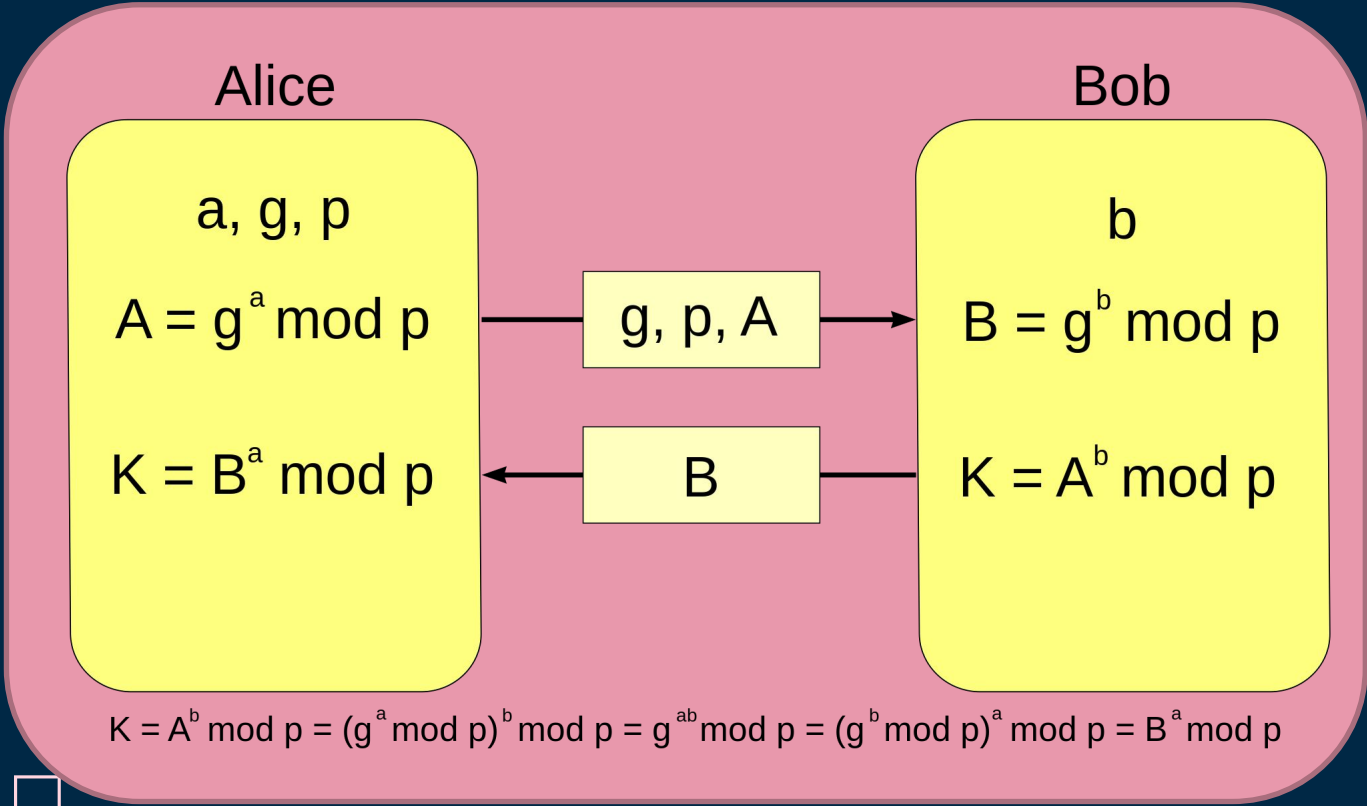 Alice
Bob
a, g, p
A = g^a mod p
K = B^a mod p
g, p, A
B
b
B = g^b mod p
K = A^b mod p
K = A^b mod p = (g^a mod p)^b mod p = g^ab mod p = (g^b mod p)^a mod p = B^a mod p